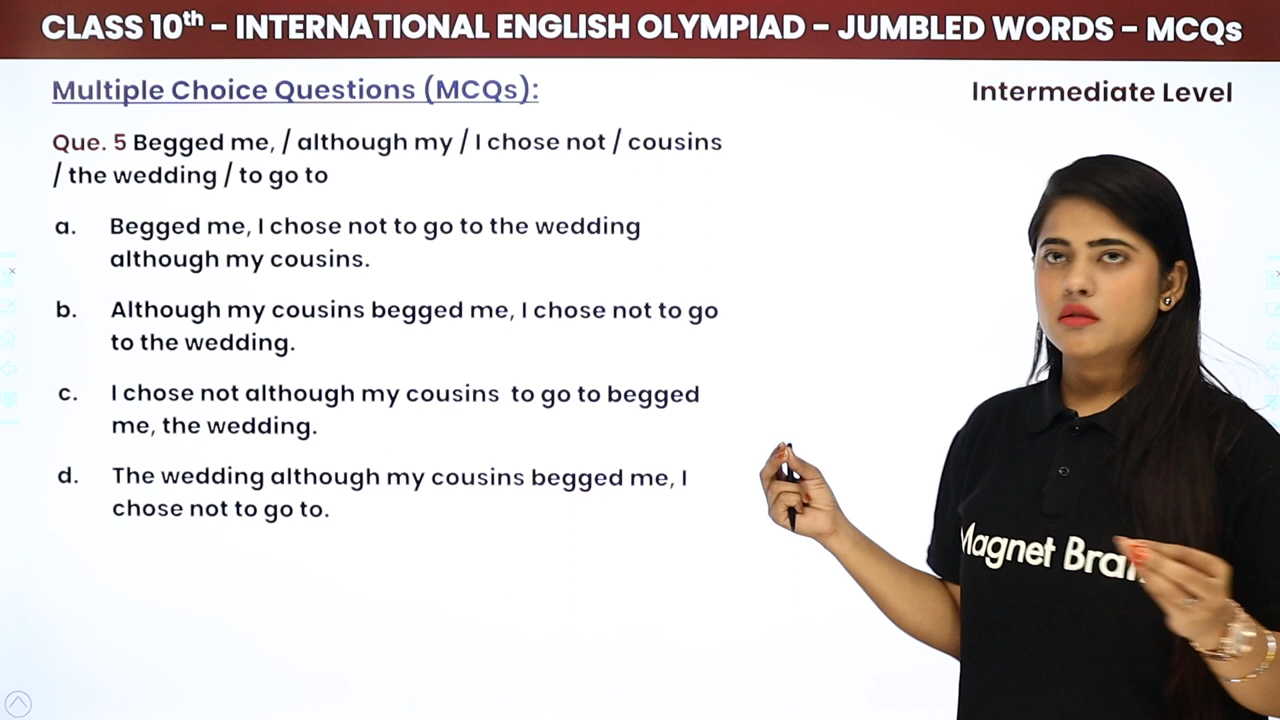 CLASS 10th - INTERNATIONAL ENGLISH OLYMPIAD - JUMBLED WORDS - MCQs
Multiple Choice Questions (MCQs):
Intermediate Level
Que. 5 Begged me, / although my / I chose not / cousins
/ the wedding / to go to
a. Begged me, I chose not to go to the wedding
although my cousins.
b. Although my cousins begged me, I chose not to go
to the wedding.
c. I chose not although my cousins to go to begged
me, the wedding.
d. The wedding although my cousins begged me, I
chose not to go to.
Magnet